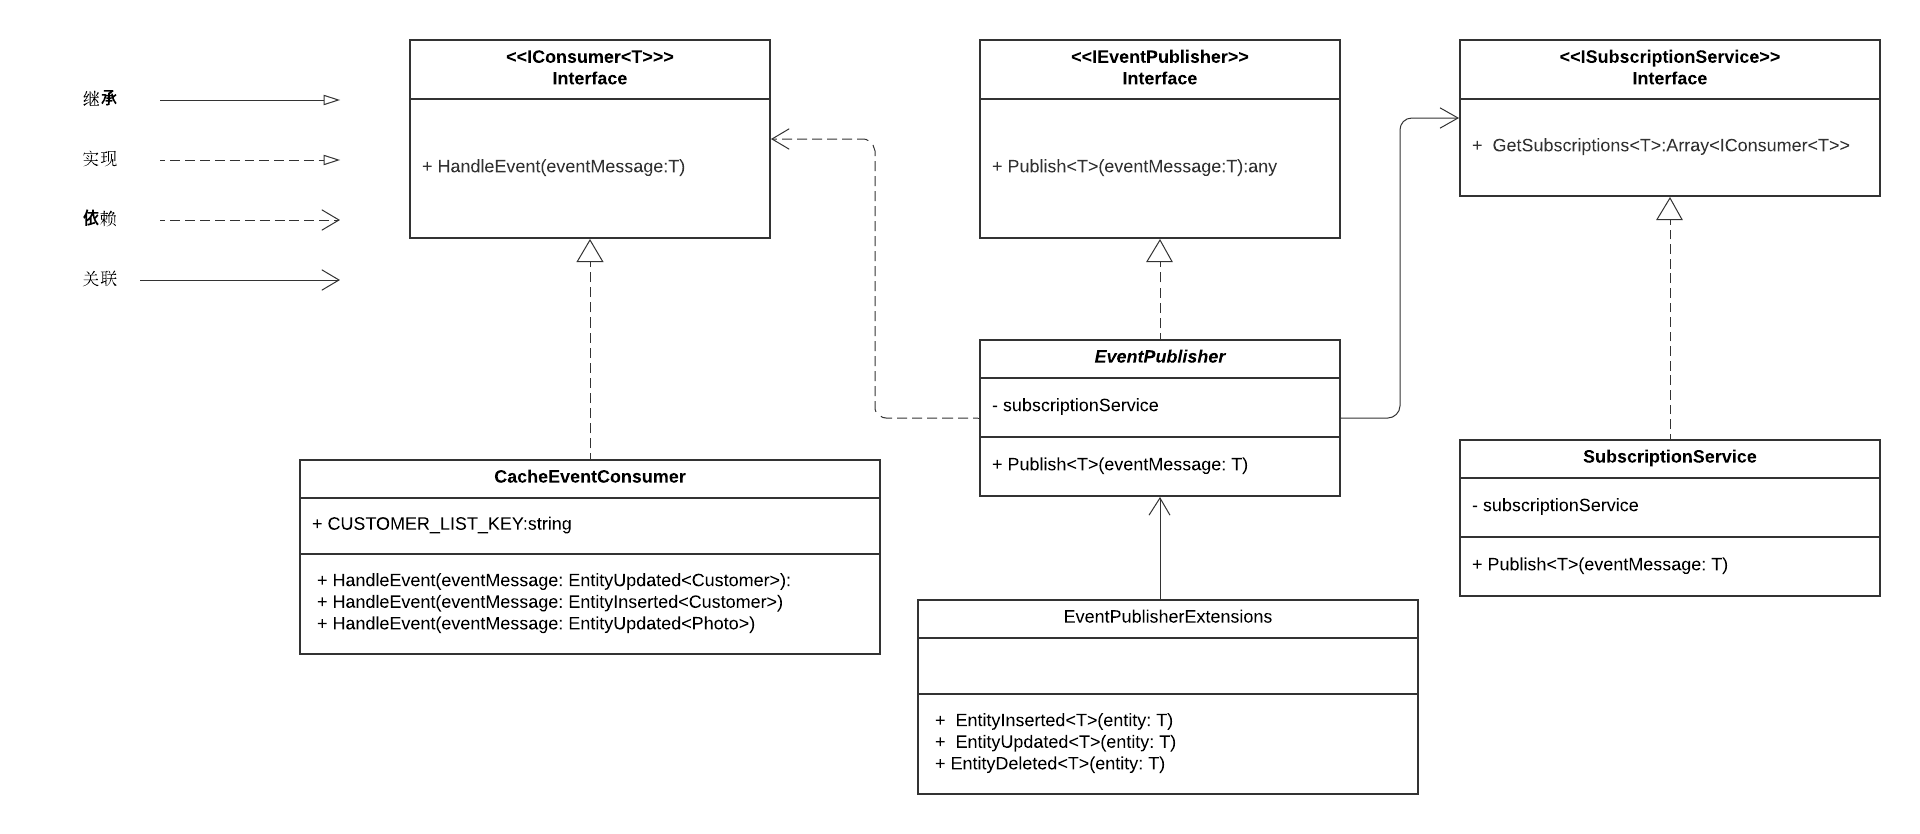 继承
实现
依赖
关联
<<IConsumer<T>>>
Interface
+ HandleEvent(eventMessage:T)
<<IEventPublisher>>
Interface
+ Publish<T>(eventMessage:T):any
<<ISubscriptionService>>
Interface
+  GetSubscriptions<T>:Array<IConsumer<T>>
EventPublisher
- subscriptionService
+ Publish<T>(eventMessage: T)
CacheEventConsumer
+ CUSTOMER_LIST_KEY:string
+ HandleEvent(eventMessage: EntityUpdated<Customer>):
+ HandleEvent(eventMessage: EntityInserted<Customer>)
+ HandleEvent(eventMessage: EntityUpdated<Photo>)
SubscriptionService
- subscriptionService
+ Publish<T>(eventMessage: T)
EventPublisherExtensions
+  EntityInserted<T>(entity: T)
+  EntityUpdated<T>(entity: T)
+ EntityDeleted<T>(entity: T)